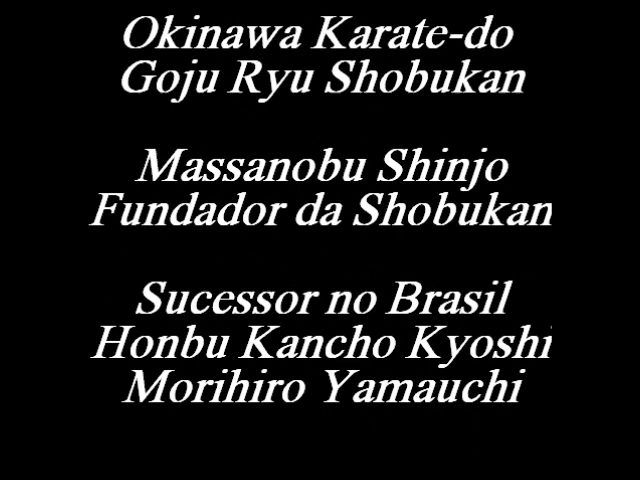 Okinawa Karate-do
Goju Ryu Shobukan
Massanobu Shinjo
Fundador da Shobukan
Sucessor no Brasil
Honbu Kancho Kyoshi
Morihiro Yamauchi